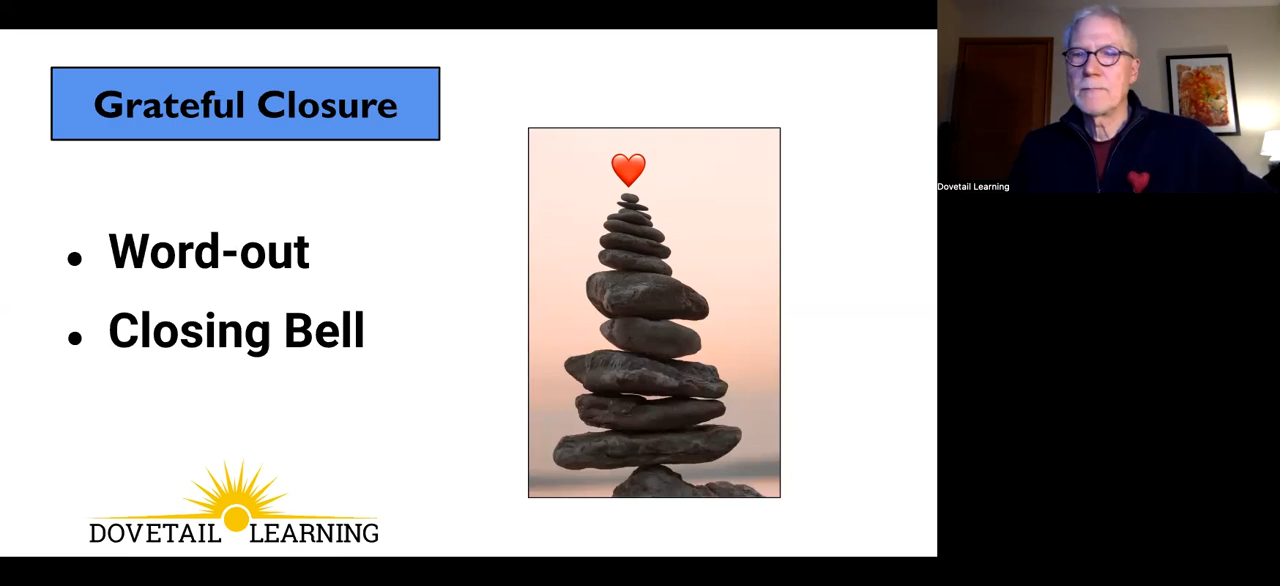 Grateful Closure
Word-out
Closing Bell
DOVETAIL LEARNING
Dovetail Learning